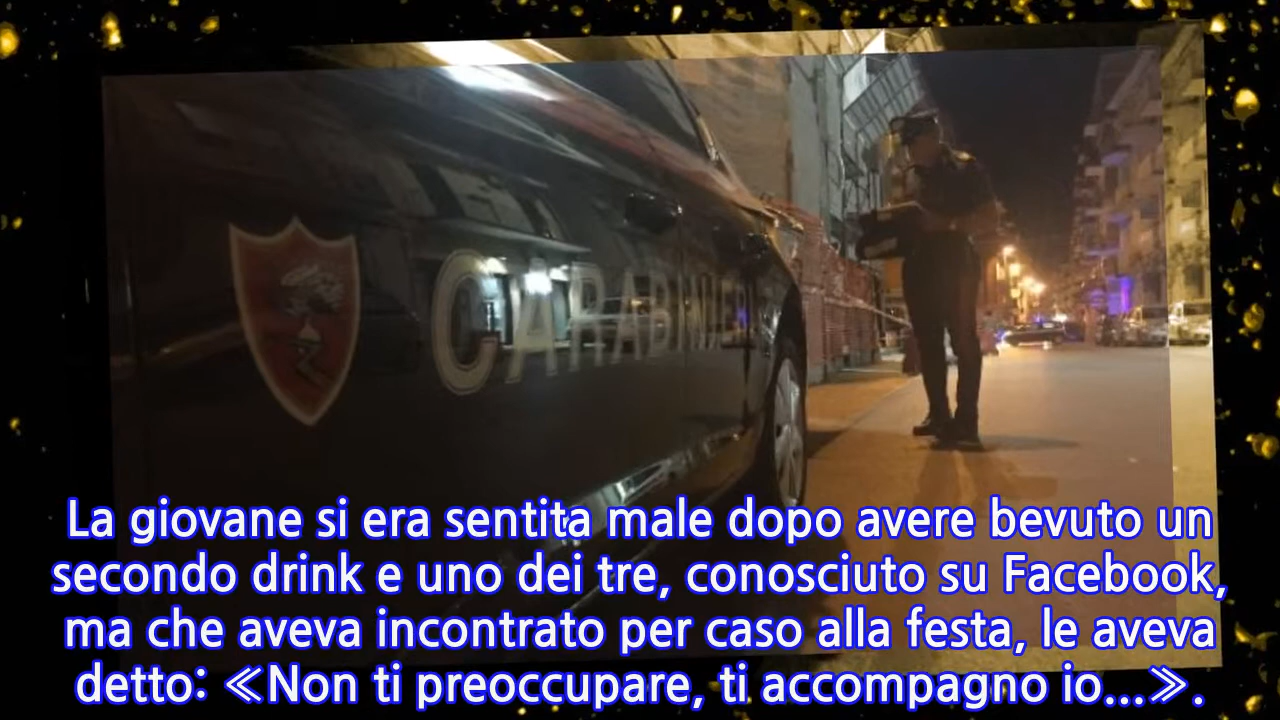 CARABINIERI
La giovane si era sentita male dopo avere bevuto un
secondo drink e uno dei tre, conosciuto su Facebook,
ma che aveva incontrato per caso alla festa, le aveva
detto: ≪Non ti preoccupare, ti accompagno io...≫.